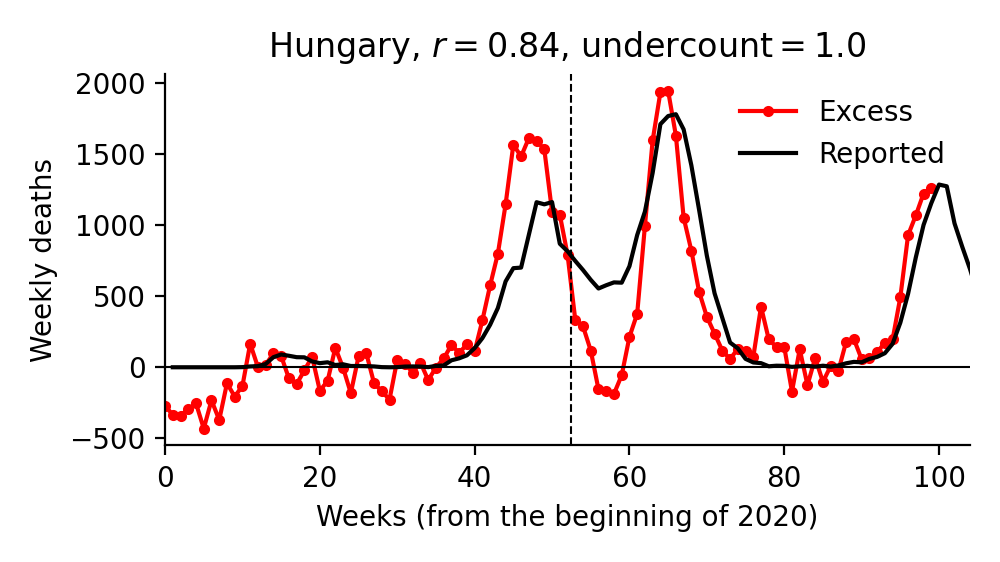 Hungary, r = 0.84, undercount = 1.0
Weekly deaths
2000
1500
1000
500
0
−500
Excess
Reported
0 20 40 60 80 100
Weeks (from the beginning of 2020)